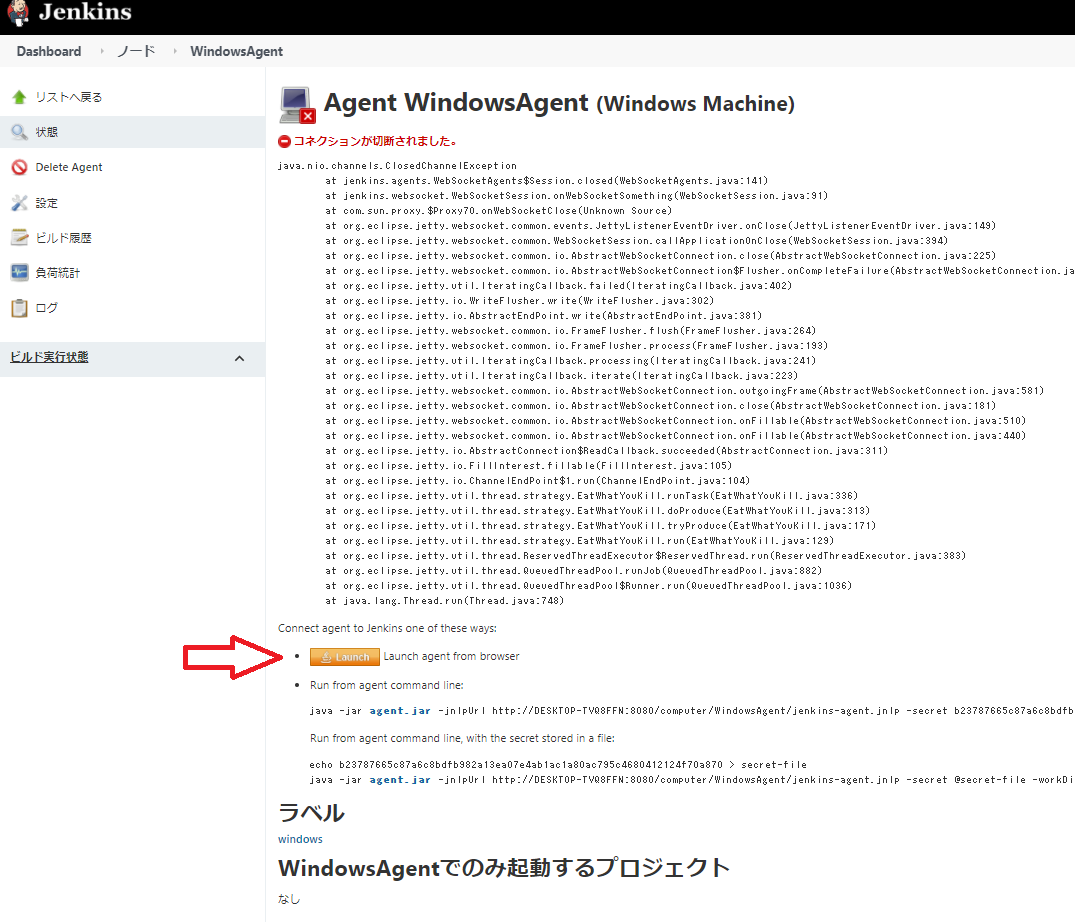 Jenkins
Dashboard ノード WindowsAgent
リストへ戻る
状態
Delete Agent
設定
ビルド履歴
負荷統計
ログ
ビルド実行状態
Agent WindowsAgent (Windows Machine)
コネクションが切断されました。
java.nio.channels.ClosedChannelException
at jenkins.agents.WebSocketAgents$Session.closed(WebSocketAgents.java:141)
at jenkins.websocket.WebSocketSession.onWebSocketSomething(WebSocketSession.java:91)
at com.sun.proxy.$Proxy70.onWebSocketClose(Unknown Source)
at org.eclipse.jetty.websocket.common.events.JettyListenerEventDriver.onClose(JettyListenerEventDriver.java:149)
at org.eclipse.jetty.websocket.common.WebSocketSession.callApplicationOnClose(WebSocketSession.java:394)
at org.eclipse.jetty.websocket.common.io.AbstractWebSocketConnection.close(AbstractWebSocketConnection.java:225)
at org.eclipse.jetty.websocket.common.io.AbstractWebSocketConnection$Flusher.onCompleteFailure(AbstractWebSocketConnection.ja
at org.eclipse.jetty.util.IteratingCallback.failed(IteratingCallback.java:402)
at org.eclipse.jetty.io.WriteFlusher.write(WriteFlusher.java:302)
at org.eclipse.jetty.io.AbstractEndPoint.write(AbstractEndPoint.java:381)
at org.eclipse.jetty.websocket.common.io.FrameFlusher.flush(FrameFlusher.java:264)
at org.eclipse.jetty.websocket.common.io.FrameFlusher.process(FrameFlusher.java:193)
at org.eclipse.jetty.util.IteratingCallback.processing(IteratingCallback.java:241)
at org.eclipse.jetty.util.IteratingCallback.iterate(IteratingCallback.java:223)
at org.eclipse.jetty.websocket.common.io.AbstractWebSocketConnection.outgoingFrame(AbstractWebSocketConnection.java:581)
at org.eclipse.jetty.websocket.common.io.AbstractWebSocketConnection.close(AbstractWebSocketConnection.java:181)
at org.eclipse.jetty.websocket.common.io.AbstractWebSocketConnection.onFillable(AbstractWebSocketConnection.java:510)
at org.eclipse.jetty.websocket.common.io.AbstractWebSocketConnection.onFillable(AbstractWebSocketConnection.java:440)
at org.eclipse.jetty.io.AbstractConnection$ReadCallback.succeeded(AbstractConnection.java:311)
at org.eclipse.jetty.io.FillInterest.fillable(FillInterest.java:105)
at org.eclipse.jetty.io.ChannelEndPoint$1.run(ChannelEndPoint.java:104)
at org.eclipse.jetty.util.thread.strategy.EatWhatYouKill.runTask(EatWhatYouKill.java:336)
at org.eclipse.jetty.util.thread.strategy.EatWhatYouKill.doProduce(EatWhatYouKill.java:313)
at org.eclipse.jetty.util.thread.strategy.EatWhatYouKill.tryProduce(EatWhatYouKill.java:171)
at org.eclipse.jetty.util.thread.strategy.EatWhatYouKill.run(EatWhatYouKill.java:129)
at org.eclipse.jetty.util.thread.ReservedThreadExecutor$ReservedThread.run(ReservedThreadExecutor.java:383)
at org.eclipse.jetty.util.thread.QueuedThreadPool.runJob(QueuedThreadPool.java:882)
at org.eclipse.jetty.util.thread.QueuedThreadPool$Runner.run(QueuedThreadPool.java:1036)
at java.lang.Thread.run(Thread.java:748)
Connect agent to Jenkins one of these ways:
Launch Launch agent from browser
Run from agent command line:
java -jar agent.jar -jnlpUrl http://DESKTOP-TVQ8FFN:8080/computer/WindowsAgent/jenkins-agent.jnlp -secret b23787665c87a6c8bdfb
Run from agent command line, with the secret stored in a file:
echo b23787665c87a6c8bdfb982a13ea07e4ab1ac1a80ac795c4680412124f70a870 > secret-file
java -jar agent.jar -jnlpUrl http://DESKTOP-TVQ8FFN:8080/computer/WindowsAgent/jenkins-agent.jnlp -secret @secret-file -workDi
ラベル
windows
WindowsAgentでのみ起動するプロジェクト
なし